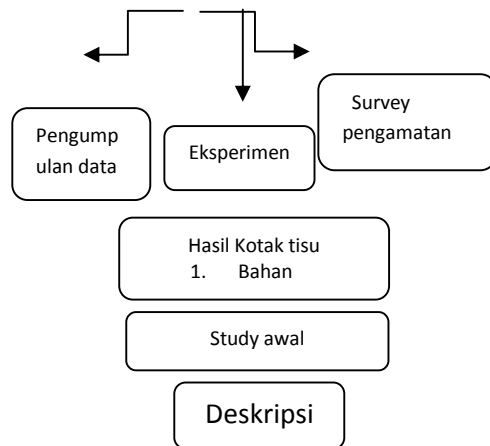 Survey
pengamatan
Pengump
ulan data
Eksperimen
Hasil Kotak tisu
1. Bahan
Study awal
Deskripsi